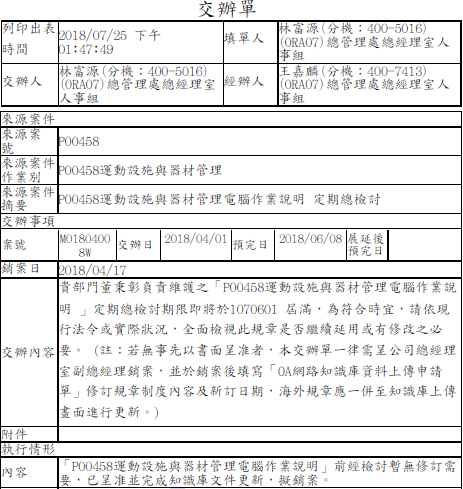 交辦單
列印出表時間 2018/07/25 下午 01:47:49 填單人 林富源(分機：400-5016) (0RA07)總管理處總經理室人事組
交辦人 林富源(分機：400-5016) (0RA07)總管理處總經理室人事組 經辦人 王嘉麟(分機：400-7413) (0RA07)總管理處總經理室人事組
來源案件
來源案號 P00458
來源案件作業別 P00458運動設施與器材管理
來源案件摘要 P00458運動設施與器材管理電腦作業說明 定期總檢討
交辦事項
案號 M01804008W 交辦日 2018/04/01 預完日 2018/06/08 展延後預完日
銷案日 2018/04/17
交辦內容
貴部門董秉彰負責維護之「P00458運動設施與器材管理電腦作業說
明 」定期總檢討期限即將於1070601 屆滿，為符合時宜，請依現
行法令或實際狀況，全面檢視此規章是否繼續延用或有修改之必
要。 (註：若無事先以書面呈准者，本交辦單一律需呈公司總經理
室副總經理銷案，並於銷案後填寫「OA網路知識庫資料上傳申請
單」修訂規章制度內容及新訂日期，海外規章應一併至知識庫上傳
畫面進行更新。)
附件
執行情形
內容 「P00458運動設施與器材管理電腦作業說明」前經檢討暫無修訂需
要，已呈准並完成知識庫文件更新，擬銷案。